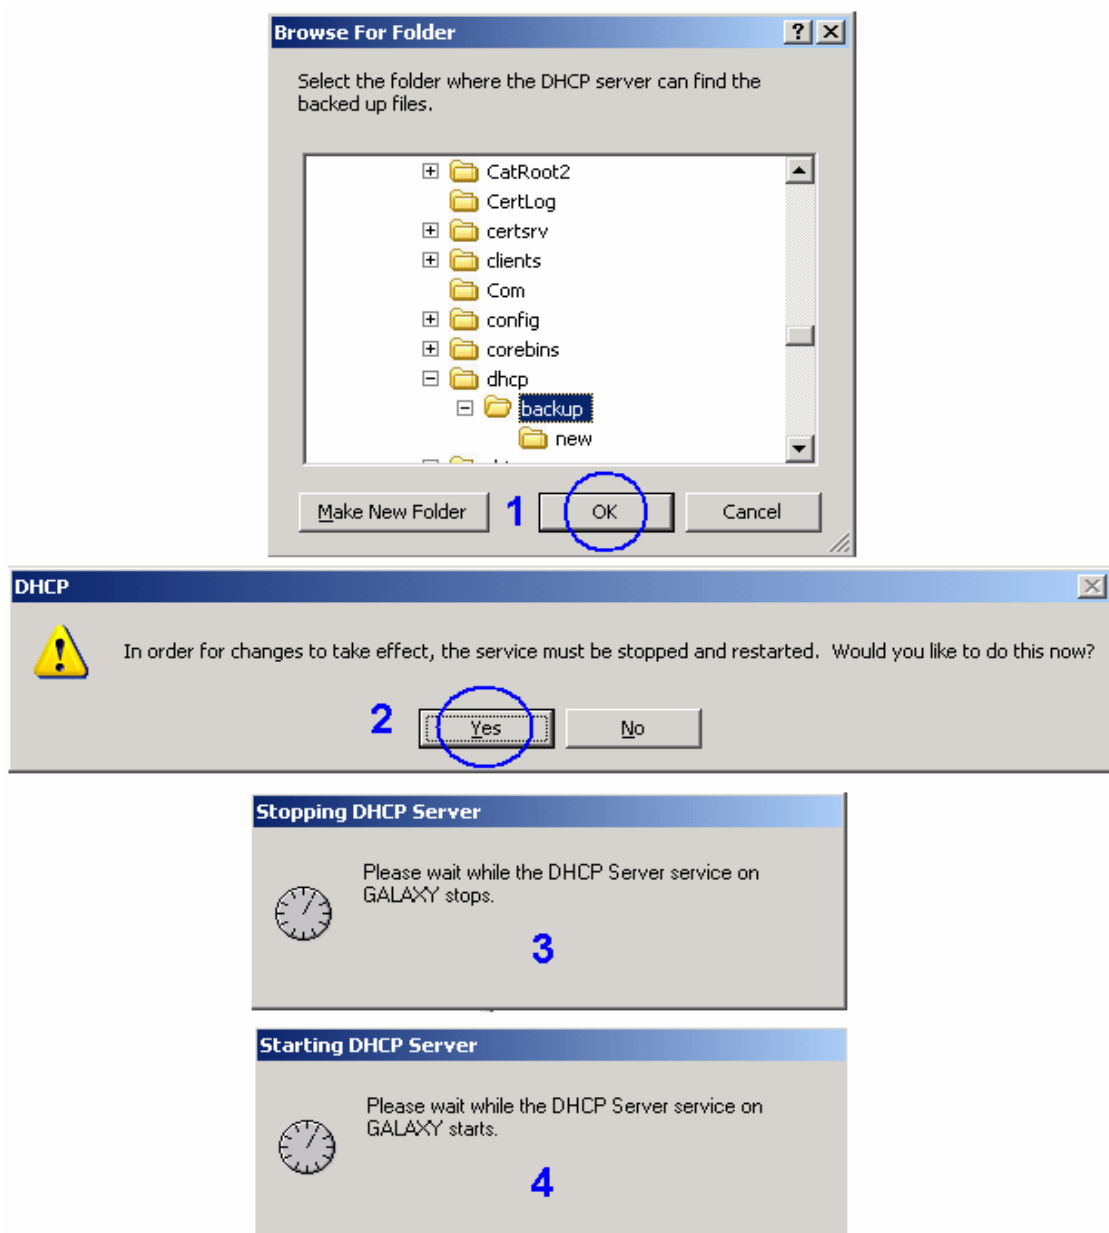 Browse For Folder
Select the folder where the DHCP server can find the
backed up files.
CatRoot2
CertLog
certsrv
clients
Com
config
corebins
dhcp
backup
new
Make New Folder 1 OK Cancel
DHCP
In order for changes to take effect, the service must be stopped and restarted. Would you like to do this now?
2 Yes No
Stopping DHCP Server
Please wait while the DHCP Server service on
GALAXY stops.
3
Starting DHCP Server
Please wait while the DHCP Server service on
GALAXY starts.
4